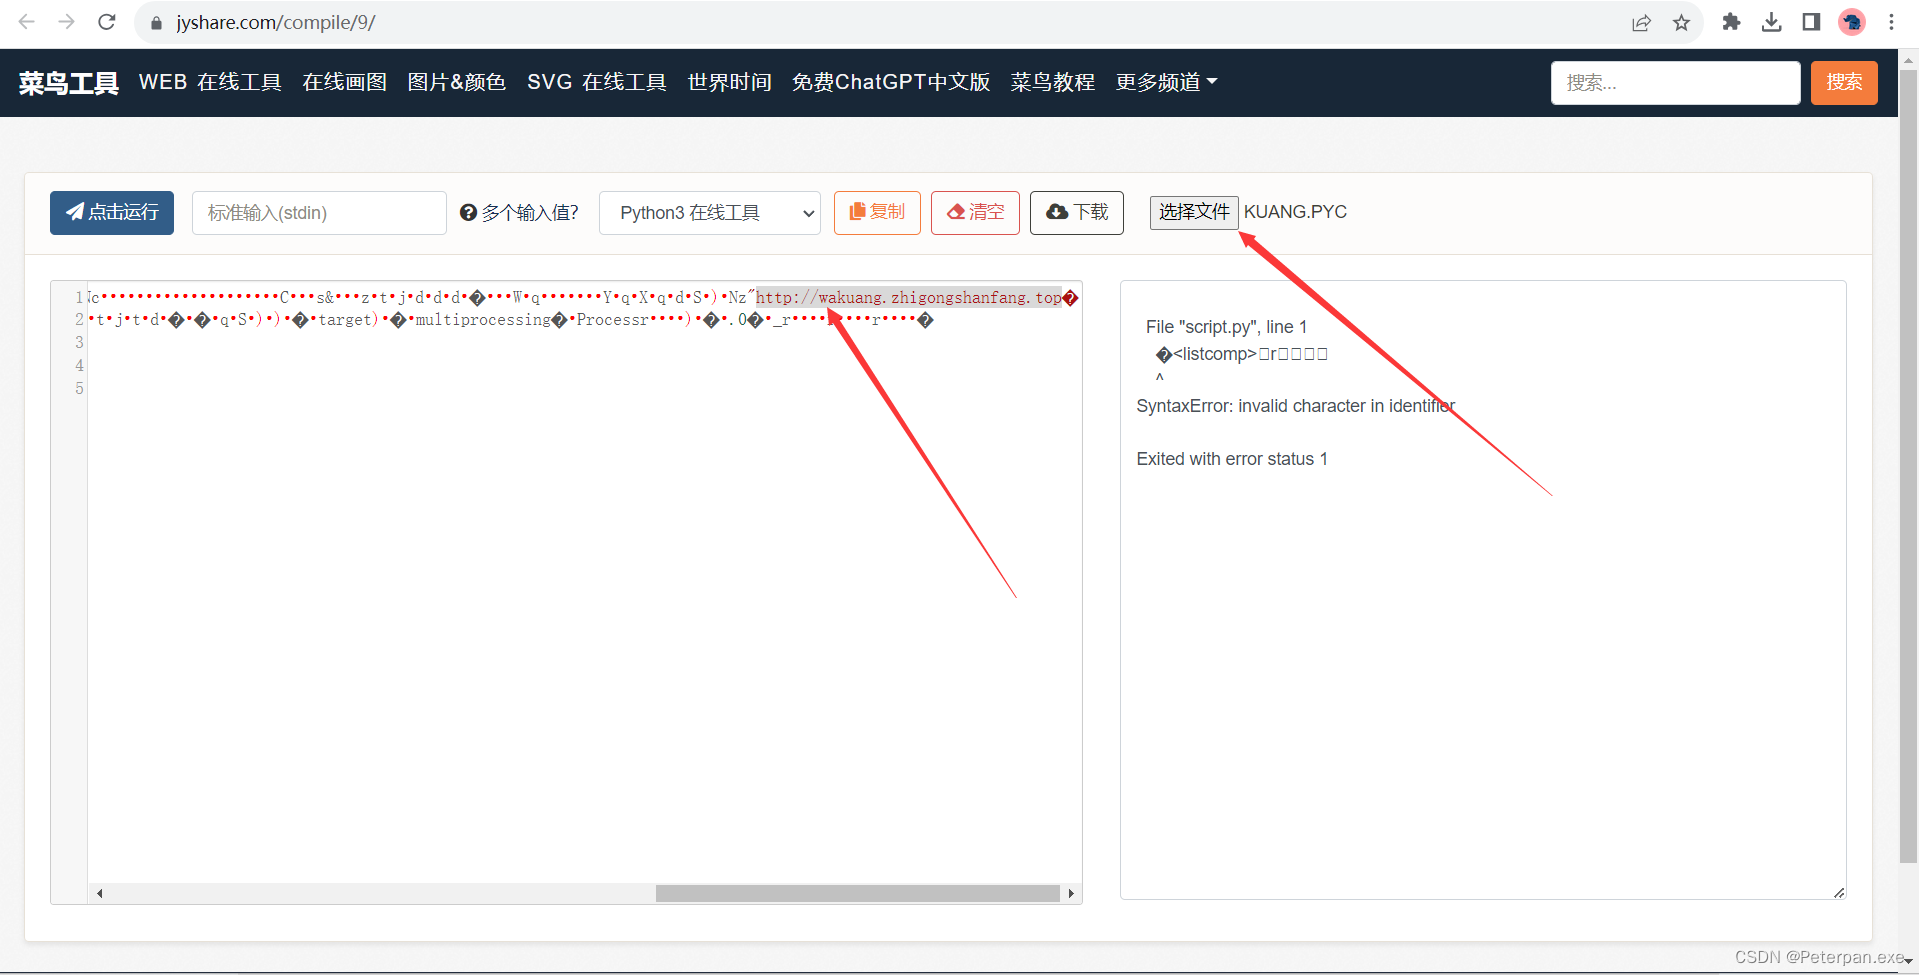 jyshare.com/compile/9/
菜鸟工具 WEB 在线工具 在线画图 图片&颜色 SVG 在线工具 世界时间 免费ChatGPT中文版 菜鸟教程 更多频道 搜索... 搜索
点击运行 标准输入(stdin) 多个输入值? Python3 在线工具 复制 清空 下载 选择文件 KUANG.PYC
1 c••••••••••••••••••••C•••s&•••z•t•j•d•d•d•�•••W•q•••••••Y•q•X•q•d•S•)•Nz"http://wakuang.zhigongshanfang.top�
2 •t•j•t•d•�•�•q•S•)•)•�•target)•�•multiprocessing�•Processr••••)•�•.0�•_r•••• ••••r••••�
3
4
5
File "script.py", line 1
�<listcomp>□r□□□□
^
SyntaxError: invalid character in identifier
Exited with error status 1
CSDN @Peterpan.exe